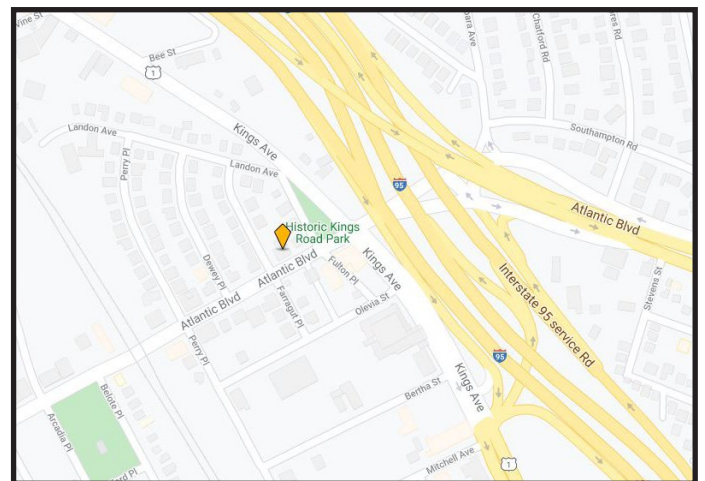 Vine St
Bee St
1
Chatford Rd
Southampton Rd
Landon Ave
Kings Ave
Landon Ave
Perry Pl
95
Atlantic Blvd
Historic Kings
Road Park
Atlantic Blvd
Fulton Pl
Kings Ave
Dewey Pl
Farragut Pl
Olevia St
Interstate 95 service Rd
Stevens St
Atlantic Blvd
Perry Pl
95
Belote Pl
Arcadia Pl
Bertha St
Kings Ave
Mitchell Ave
1